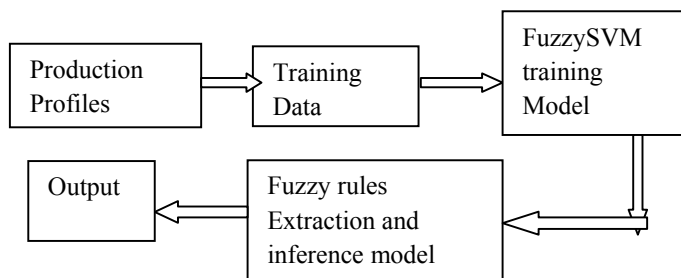 Production
Profiles
Training
Data
FuzzySVM
training
Model
Output
Fuzzy rules
Extraction and
inference model